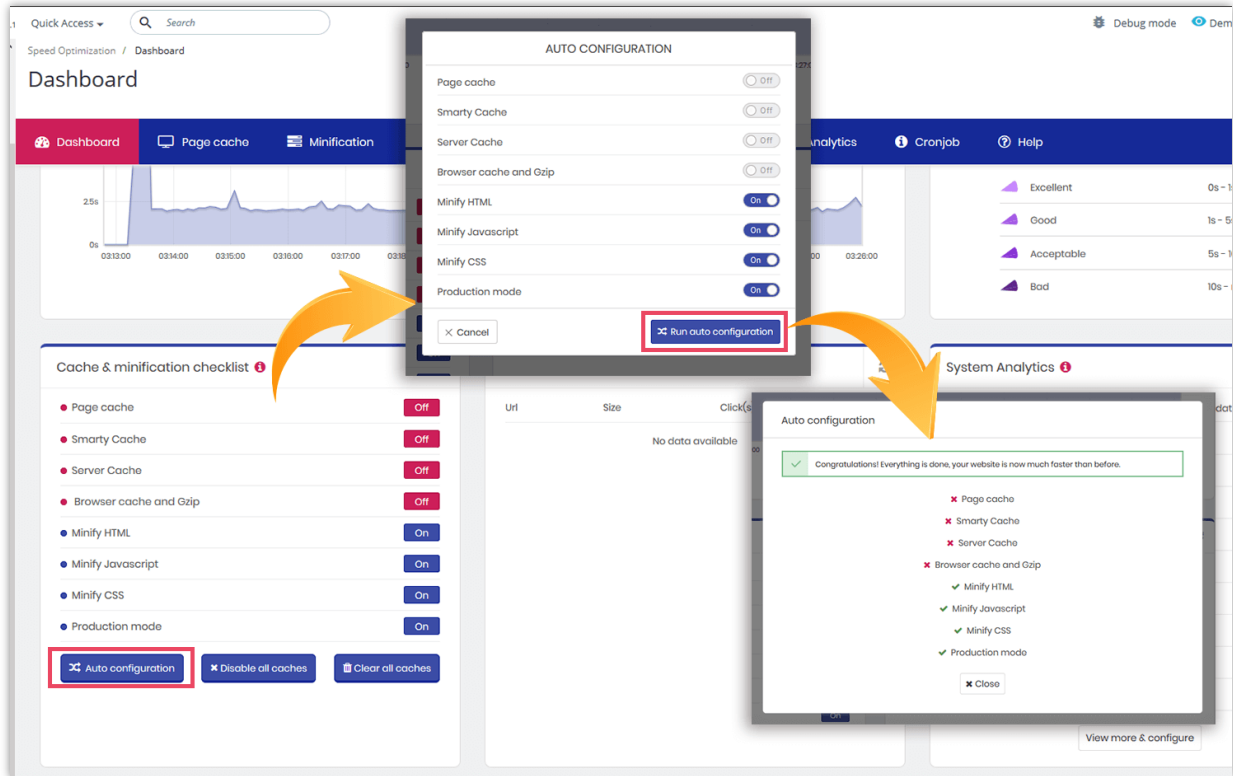 Quick Access
Search
Debug mode
Speed Optimization / Dashboard
Dashboard
Dashboard
Page cache
Minification
Cronjob
Help
2.5s
0s
03:13:00
03:14:00
03:15:00
03:16:00
03:17:00
03:26:00
Excellent
Good
Acceptable
Bad
AUTO CONFIGURATION
Page cache Off
Smarty Cache Off
Server Cache Off
Browser cache and Gzip Off
Minify HTML On
Minify Javascript On
Minify CSS On
Production mode On
Cancel
Run auto configuration
Cache & minification checklist
Page cache Off
Smarty Cache Off
Server Cache Off
Browser cache and Gzip Off
Minify HTML On
Minify Javascript On
Minify CSS On
Production mode On
Auto configuration
Disable all caches
Clear all caches
Url
Size
No data available
System Analytics
Auto configuration
Congratulations! Everything is done, your website is now much faster than before.
Page cache
Smarty Cache
Server Cache
Browser cache and Gzip
Minify HTML
Minify Javascript
Minify CSS
Production mode
Close
On
View more & configure